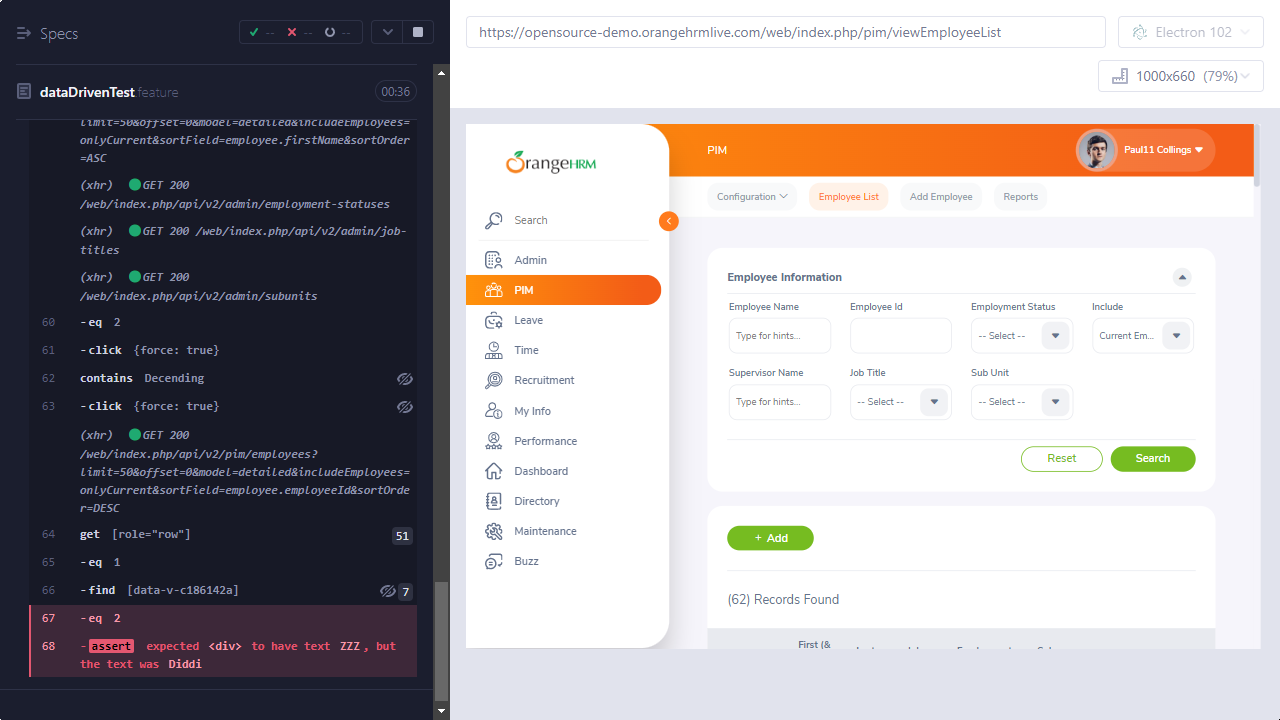 Specs
-- -- --
dataDrivenTest.feature
00:36
limit=50&offset=0&model=detailed&includeEmployees=
onlyCurrent&sortField=employee.firstName&sortOrder
=ASC
(xhr) GET 200
/web/index.php/api/v2/admin/employment-statuses
(xhr) GET 200 /web/index.php/api/v2/admin/job-
titles
(xhr) GET 200
/web/index.php/api/v2/admin/subunits
60 -eq 2
61 -click {force: true}
62 contains Decending
63 -click {force: true}
(xhr) GET 200
/web/index.php/api/v2/pim/employees?
limit=50&offset=0&model=detailed&includeEmployees=
onlyCurrent&sortField=employee.employeeId&sortOrde
r=DESC
64 get [role="row"] 51
65 -eq 1
66 -find [data-v-c186142a] 7
67 -eq 2
68 -assert expected <div> to have text ZZZ, but
the text was Diddi
https://opensource-demo.orangehrmlive.com/web/index.php/pim/viewEmployeeList
Electron 102
1000x660 (79%)
OrangeHRM
Search
Admin
PIM
Leave
Time
Recruitment
My Info
Performance
Dashboard
Directory
Maintenance
Buzz
PIM
Paul11 Collings
Configuration
Employee List
Add Employee
Reports
Employee Information
Employee Name
Employee Id
Employment Status
Include
Type for hints...
-- Select --
Current Em...
Supervisor Name
Job Title
Sub Unit
Type for hints...
-- Select --
-- Select --
Reset
Search
+ Add
(62) Records Found
First (&